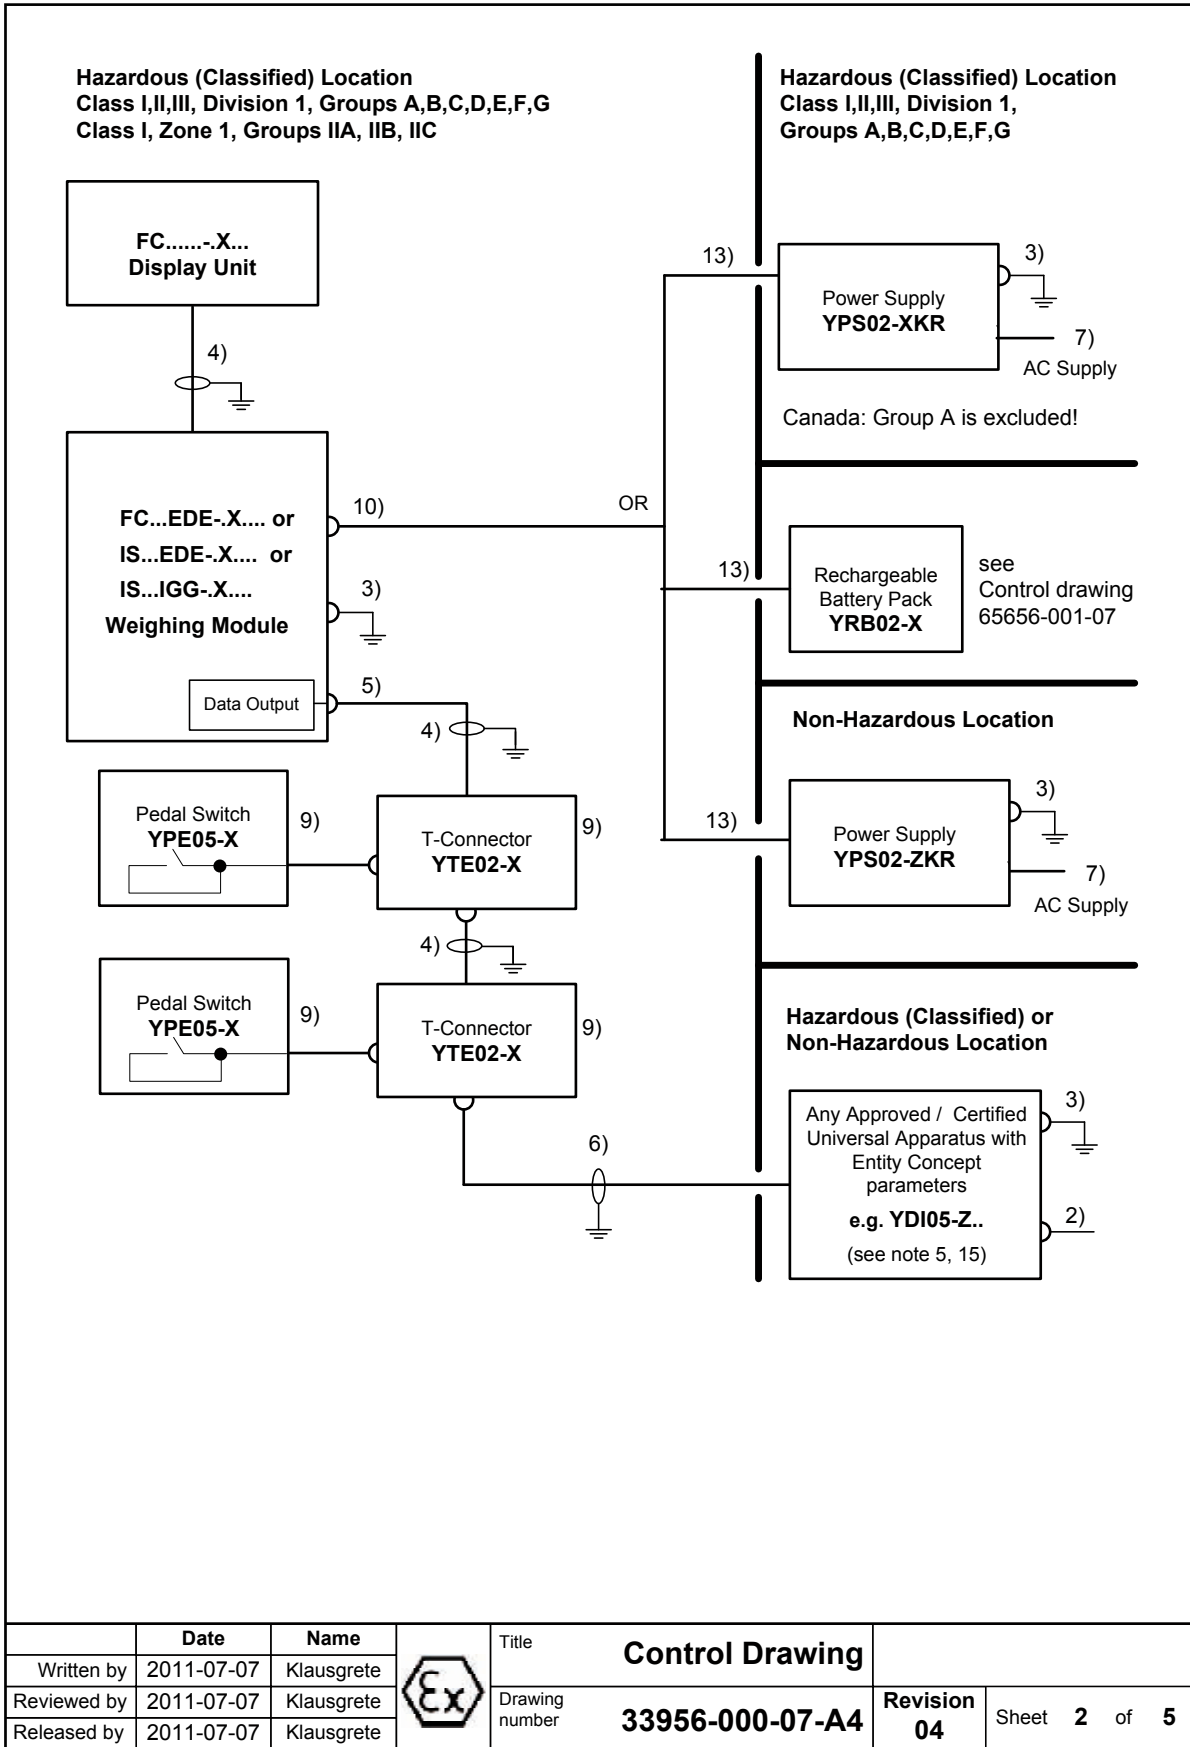 Hazardous (Classified) Location
Class I,II,III, Division 1, Groups A,B,C,D,E,F,G
Class I, Zone 1, Groups IIA, IIB, IIC
Hazardous (Classified) Location
Class I,II,III, Division 1,
Groups A,B,C,D,E,F,G
FC......-.X...
Display Unit
4)
13)
Power Supply
YPS02-XKR
3)
7)
AC Supply
Canada: Group A is excluded!
FC...EDE-.X.... or
IS...EDE-.X.... or
IS...IGG-.X....
Weighing Module
10)
OR
3)
13)
Rechargeable
Battery Pack
YRB02-X
see
Control drawing
65656-001-07
Data Output
5)
4)
Non-Hazardous Location
Pedal Switch
YPE05-X
9)
T-Connector
YTE02-X
9)
13)
Power Supply
YPS02-ZKR
3)
7)
AC Supply
4)
Pedal Switch
YPE05-X
9)
T-Connector
YTE02-X
9)
Hazardous (Classified) or
Non-Hazardous Location
6)
Any Approved / Certified
Universal Apparatus with
Entity Concept
parameters
e.g. YDI05-Z..
(see note 5, 15)
3)
2)
Date Name
Written by 2011-07-07 Klausgrete
Reviewed by 2011-07-07 Klausgrete
Released by 2011-07-07 Klausgrete
Ex
Title Control Drawing
Drawing
number 33956-000-07-A4
Revision
04
Sheet 2 of 5